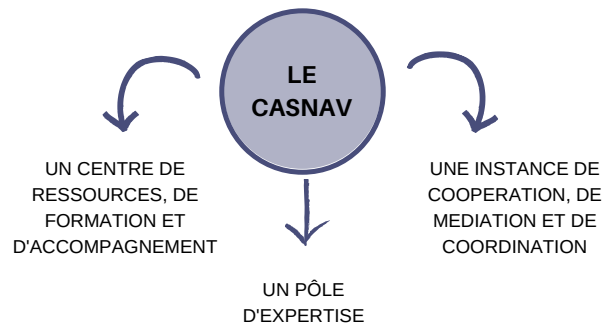 LE
CASNAV
UN CENTRE DE
RESSOURCES, DE
FORMATION ET
D'ACCOMPAGNEMENT
UN PÔLE
D'EXPERTISE
UNE INSTANCE DE
COOPERATION, DE
MEDIATION ET DE
COORDINATION